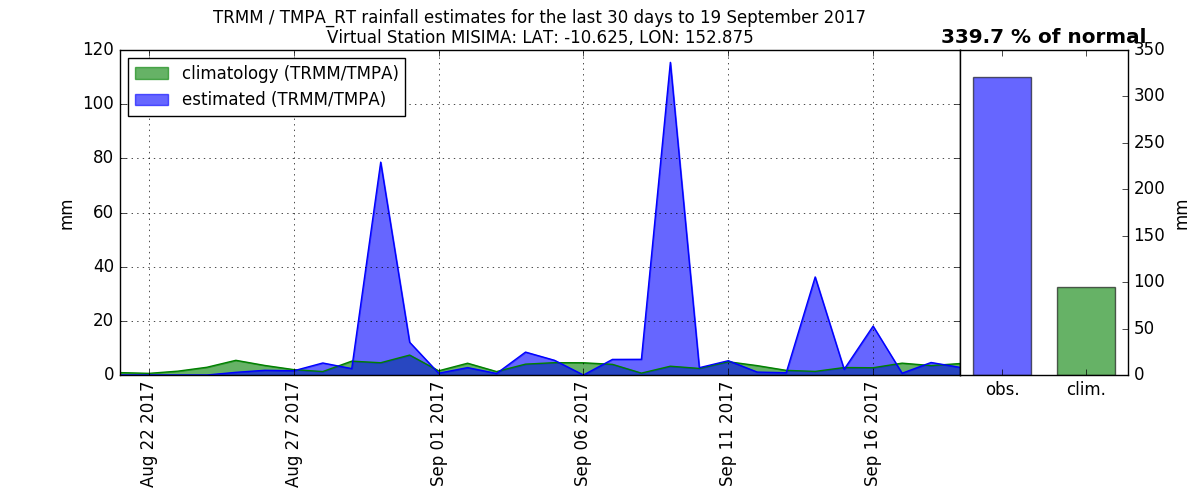 TRMM / TMPA_RT rainfall estimates for the last 30 days to 19 September 2017
Virtual Station MISIMA: LAT: -10.625, LON: 152.875
339.7 % of normal
climatology (TRMM/TMPA)
estimated (TRMM/TMPA)
mm
120
100
80
60
40
20
0
Aug 22 2017
Aug 27 2017
Sep 01 2017
Sep 06 2017
Sep 11 2017
Sep 16 2017
350
300
250
200
150
100
50
0
mm
obs.
clim.